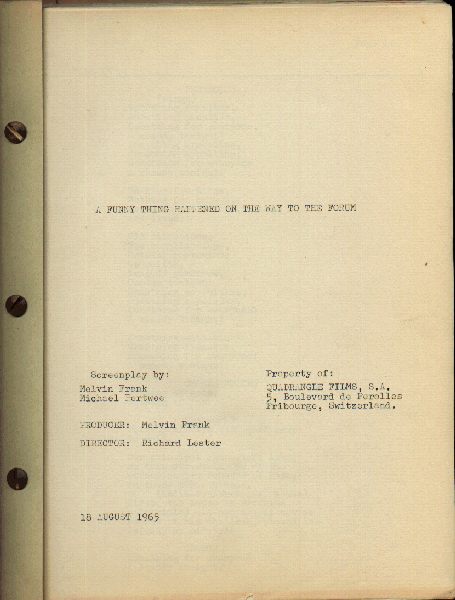 A FUNNY THING HAPPENED ON THE WAY TO THE FORUM
Screenplay by:
Melvin Frank
Michael Pertwee
Property of:
QUADRANGLE FILMS, S.A.
5, Boulevard de Perolles
Fribourge, Switzerland.
PRODUCER: Melvin Frank
DIRECTOR: Richard Lester
18 AUGUST 1965